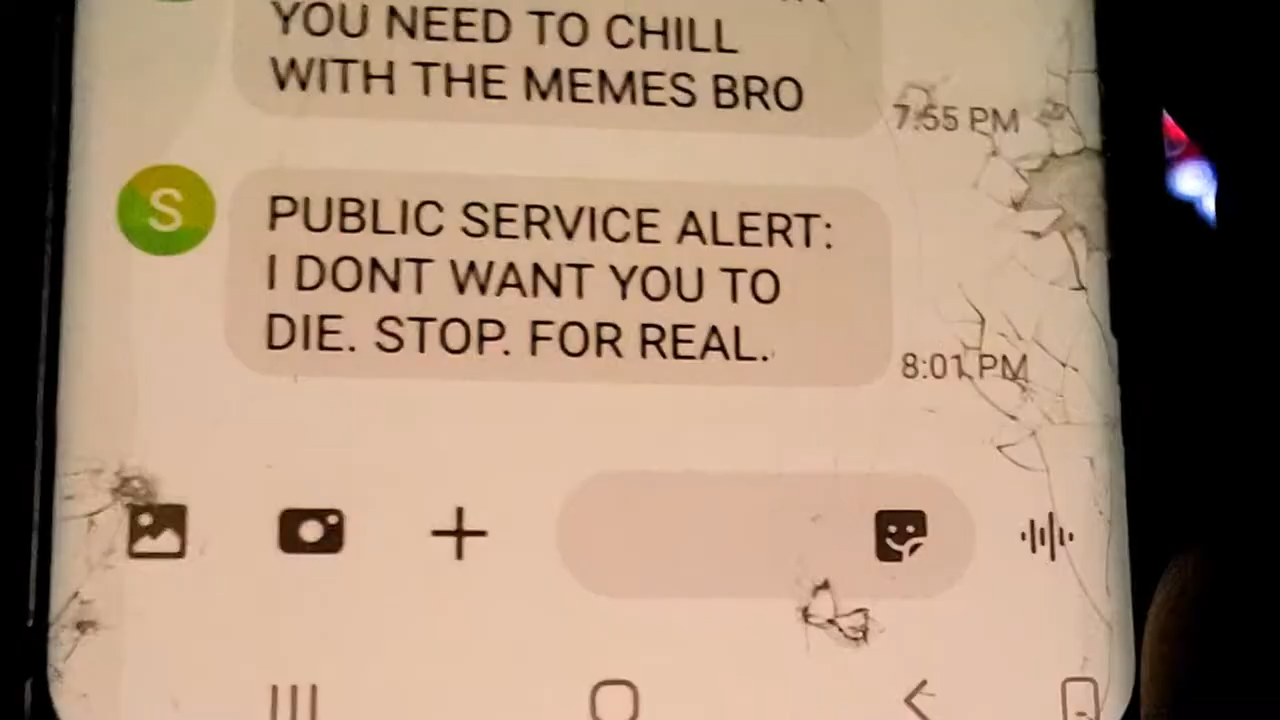 YOU NEED TO CHILL
WITH THE MEMES BRO
7:55 PM
S
PUBLIC SERVICE ALERT:
I DONT WANT YOU TO
DIE. STOP. FOR REAL.
8:01 PM